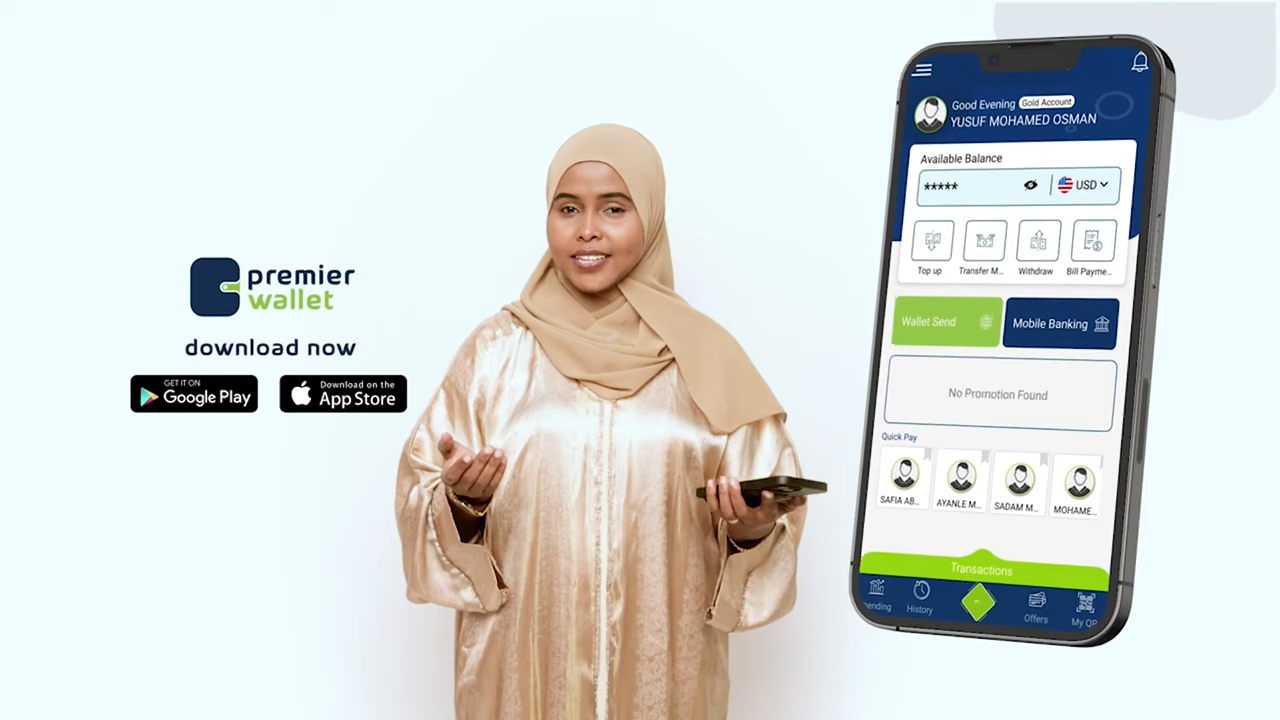 premier
wallet
download now
GET IT ON
Google Play
Download on the
App Store
Good Evening Gold Account
YUSUF MOHAMED OSMAN
Available Balance
***** USD
Top up Transfer M... Withdraw Bill Payme...
Wallet Send Mobile Banking
No Promotion Found
Quick Pay
SAFIA AB... AYANLE M... SADAM M... MOHAME...
Transactions
ending History Offers My QR